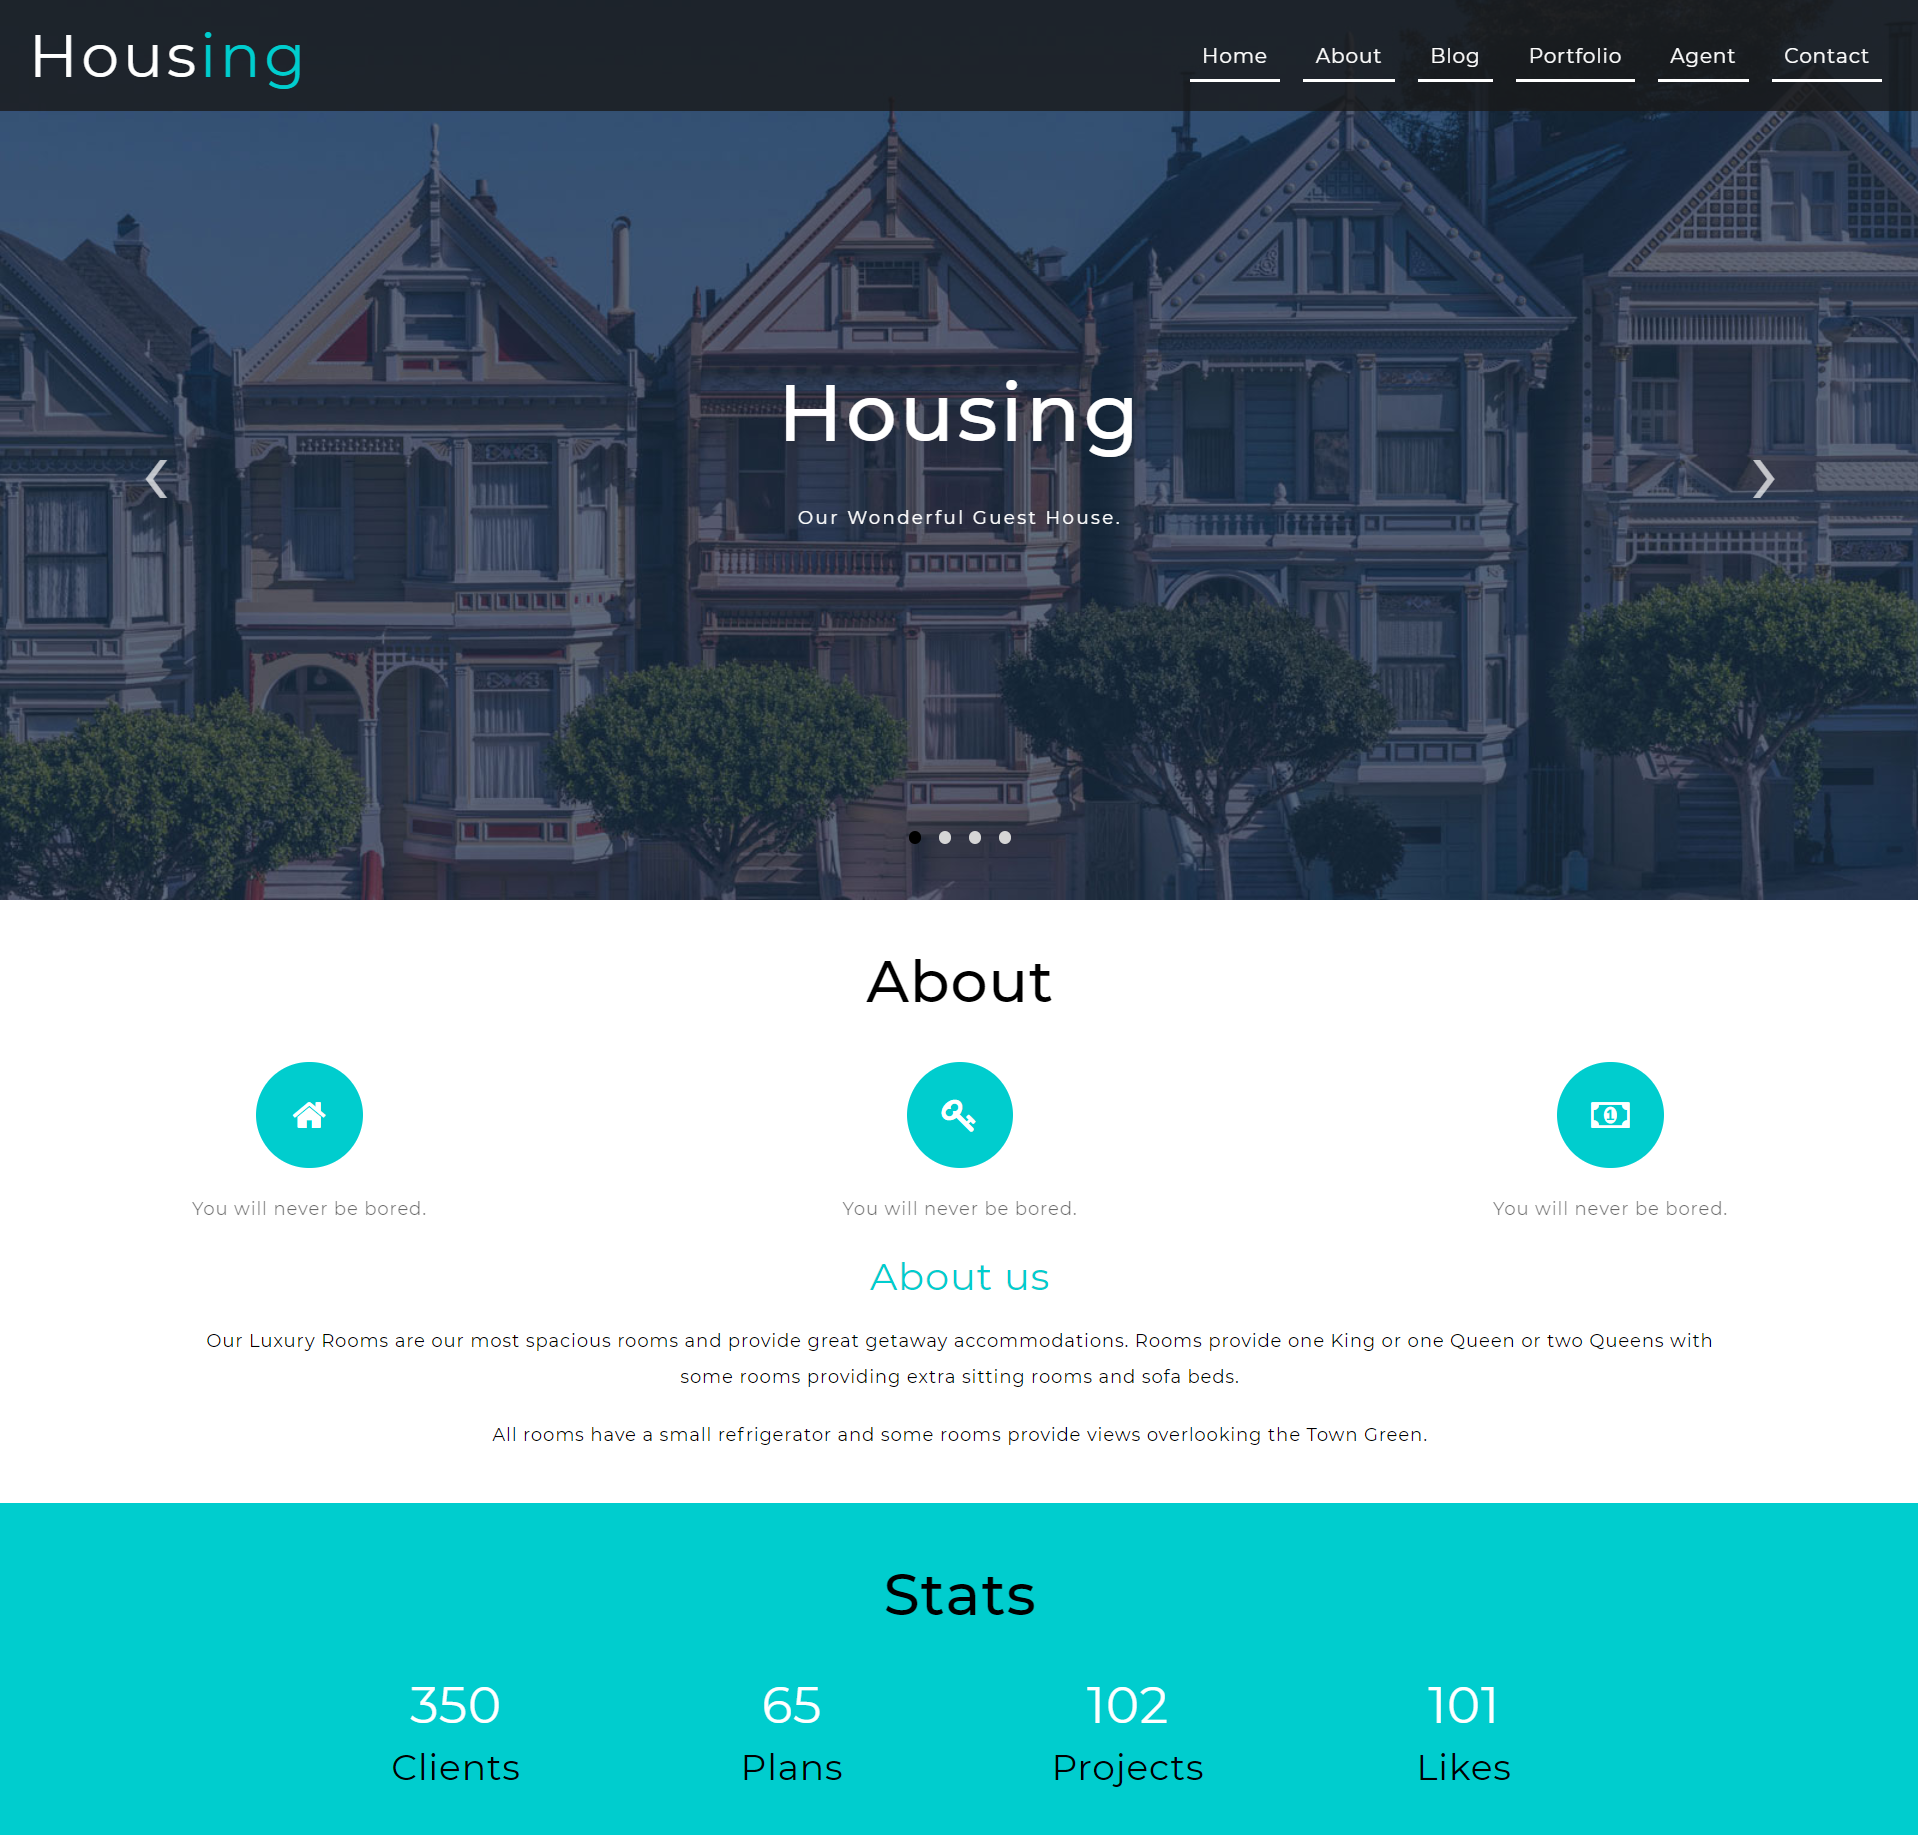 Housing
Home About Blog Portfolio Agent Contact
Housing
Our Wonderful Guest House.
About
You will never be bored.
You will never be bored.
You will never be bored.
About us
Our Luxury Rooms are our most spacious rooms and provide great getaway accommodations. Rooms provide one King or one Queen or two Queens with
some rooms providing extra sitting rooms and sofa beds.
All rooms have a small refrigerator and some rooms provide views overlooking the Town Green.
Stats
350 65 102 101
Clients Plans Projects Likes